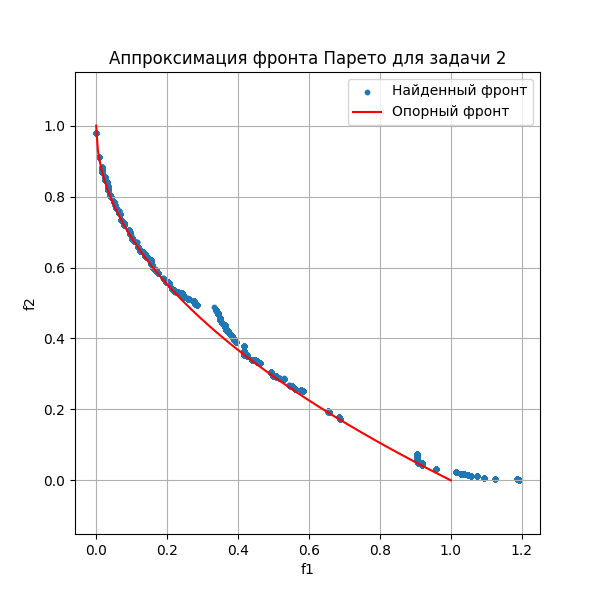 Аппроксимация фронта Парето для задачи 2
Найденный фронт
Опорный фронт
1.0
0.8
0.6
0.4
0.2
0.0
f2
0.0 0.2 0.4 0.6 0.8 1.0 1.2
f1